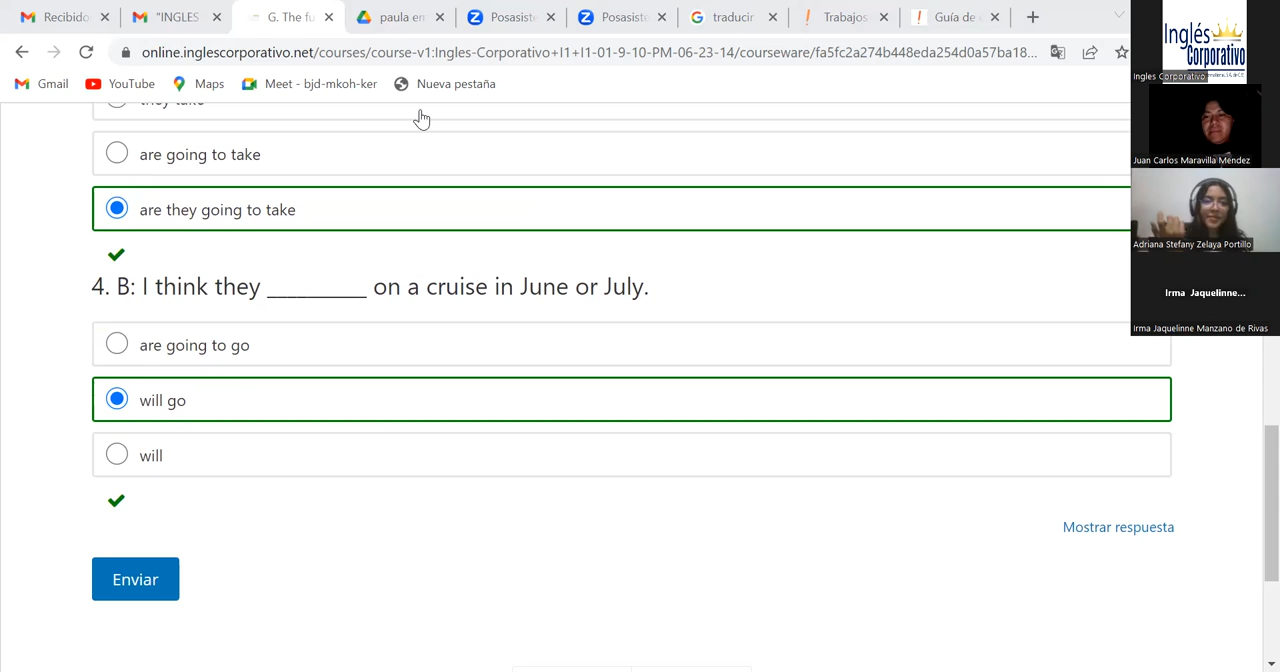 Recibido
"INGLES
G. The fu
paula em
Posasiste
Posasiste
traducir
Trabajos
Guía de
online.inglescorporativo.net/courses/course-v1:Ingles-Corporativo+I1+I1-01-9-10-PM-06-23-14/courseware/fa5fc2a274b448eda254d0a57ba18...
Gmail
YouTube
Maps
Meet - bjd-mkoh-ker
Nueva pestaña
Inglés
Corporativo
Ingles Corporativo
Juan Carlos Maravilla Mendez
Adriana Stefany Zelaya Portillo
Irma Jaquelinne...
Irma Jaquelinne Manzano de Rivas
they take
are going to take
are they going to take
4. B: I think they _________ on a cruise in June or July.
are going to go
will go
will
Mostrar respuesta
Enviar